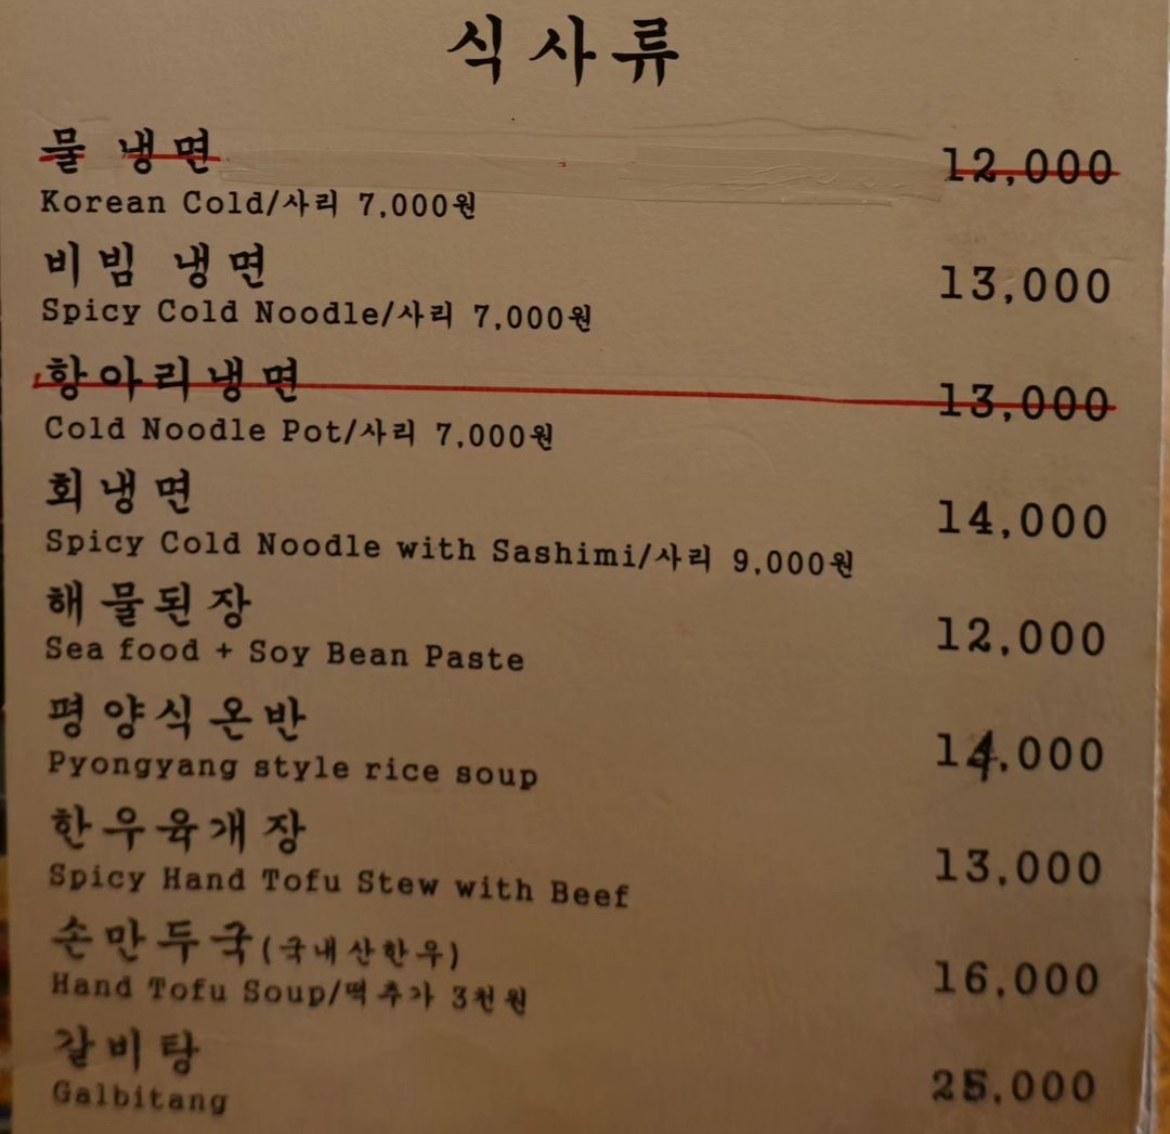 식사류
물 냉면 12,000
Korean Cold/사리 7,000원
비빔 냉면 13,000
Spicy Cold Noodle/사리 7,000원
항아리냉면 13,000
Cold Noodle Pot/사리 7,000원
회냉면 14,000
Spicy Cold Noodle with Sashimi/사리 9,000원
해물된장 12,000
Sea food + Soy Bean Paste
평양식온반 14,000
Pyongyang style rice soup
한우육개장 13,000
Spicy Hand Tofu Stew with Beef
손만두국(국내산한우) 16,000
Hand Tofu Soup/떡추가 3천원
갈비탕 25,000
Galbitang